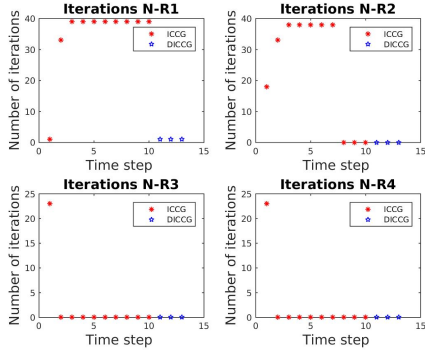 Iterations N-R1
Number of iterations
40
30
20
10
0
0 5 10 15
Time step
ICCG
DICCG
Iterations N-R2
Number of iterations
40
30
20
10
0
0 5 10 15
Time step
ICCG
DICCG
Iterations N-R3
Number of iterations
25
20
15
10
5
0
0 5 10 15
Time step
ICCG
DICCG
Iterations N-R4
Number of iterations
25
20
15
10
5
0
0 5 10 15
Time step
ICCG
DICCG